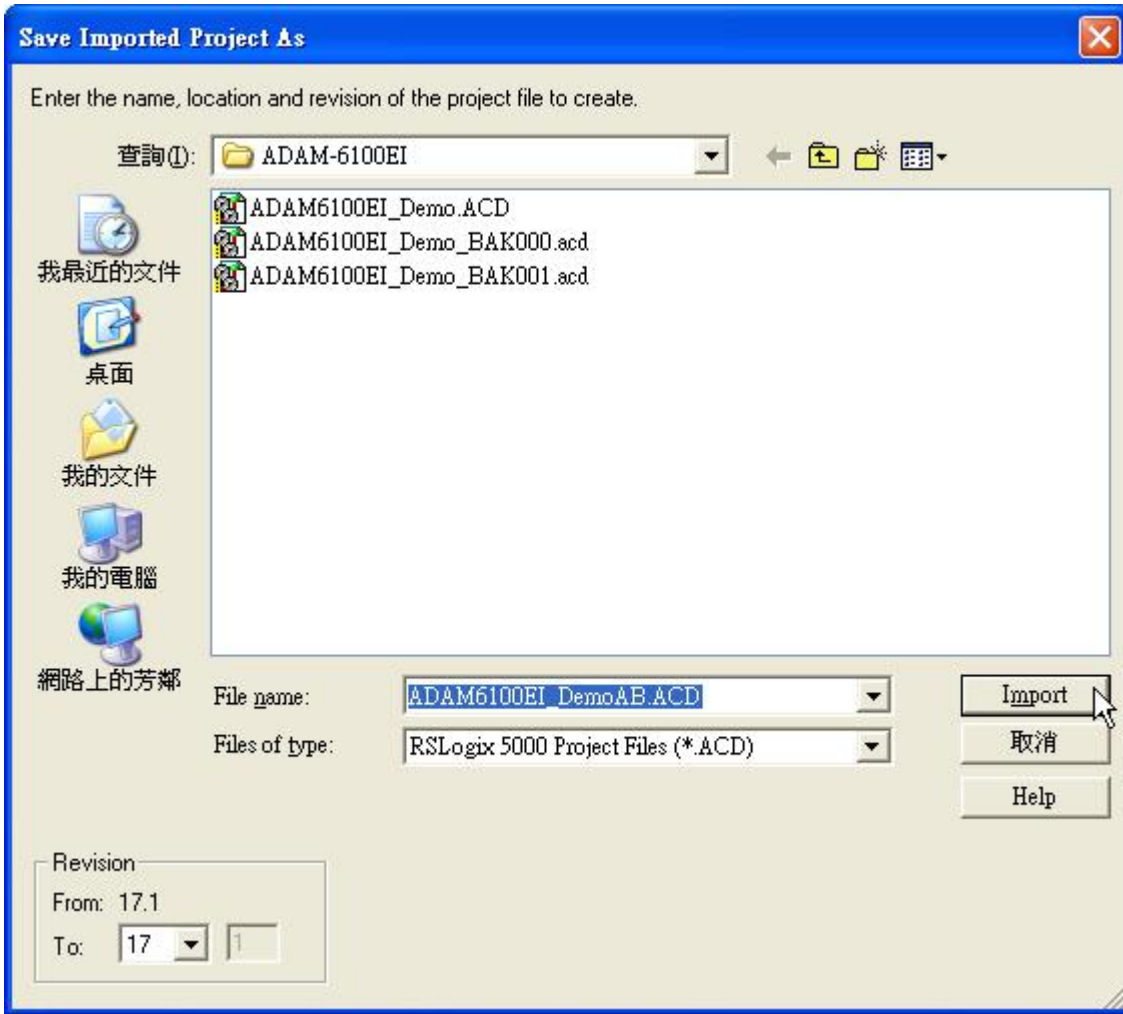 Save Imported Project As
Enter the name, location and revision of the project file to create.
查詢(I):
ADAM-6100EI
ADAM6100EI_Demo.ACD
ADAM6100EI_Demo_BAK000.acd
ADAM6100EI_Demo_BAK001.acd
我最近的文件
桌面
我的文件
我的電腦
網路上的芳鄰
File name:
ADAM6100EI_DemoAB.ACD
Import
Files of type:
RSLogix 5000 Project Files (*.ACD)
取消
Help
Revision
From: 17.1
To: 17 1